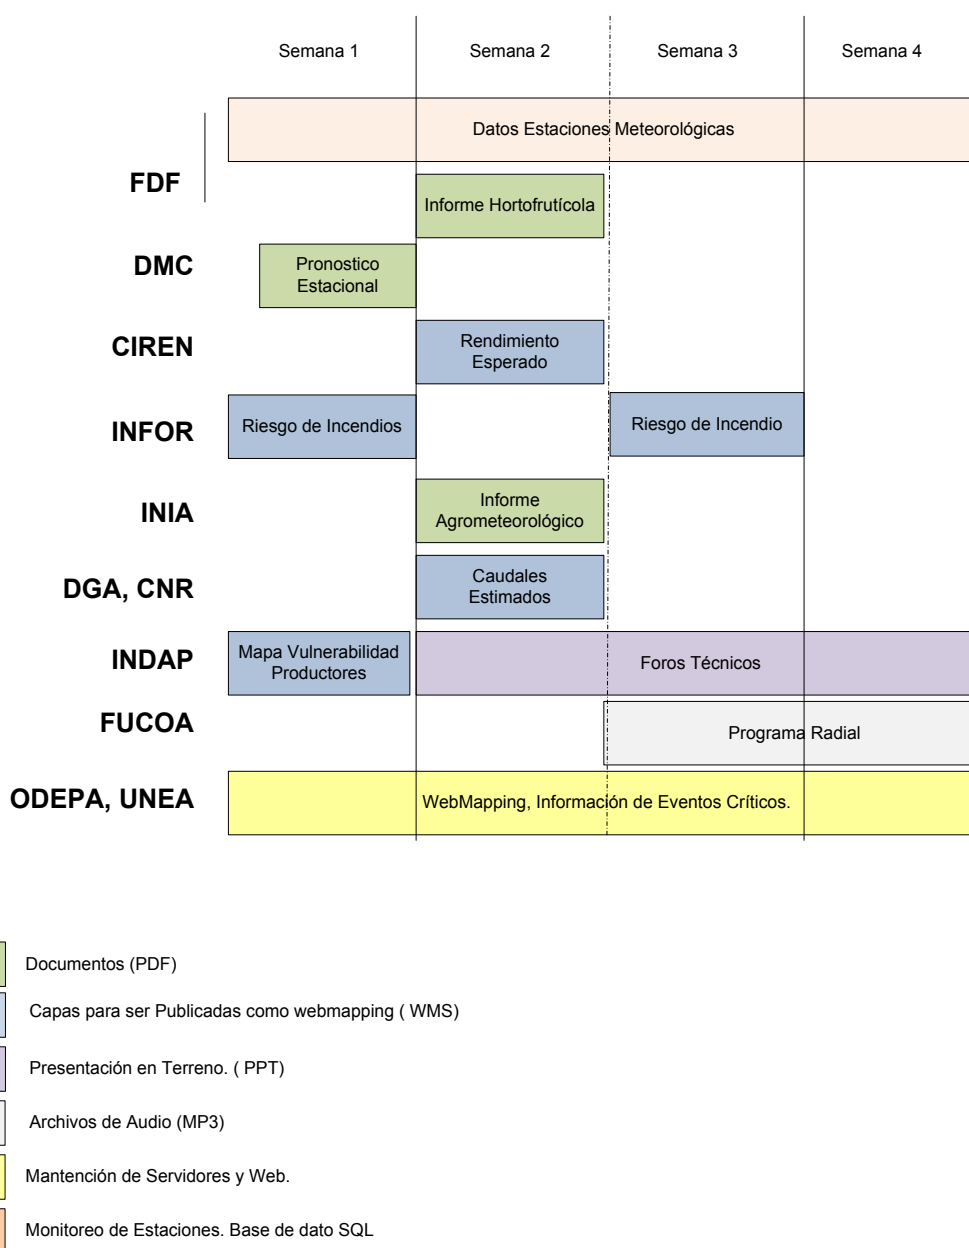 Semana 1
Semana 2
Semana 3
Semana 4
Datos Estaciones Meteorológicas
FDF
Informe Hortofrutícola
DMC
Pronostico
Estacional
CIREN
Rendimiento
Esperado
INFOR
Riesgo de Incendios
Riesgo de Incendio
INIA
Informe
Agrometeorológico
DGA, CNR
Caudales
Estimados
INDAP
Mapa Vulnerabilidad
Productores
Foros Técnicos
FUCOA
Programa Radial
ODEPA, UNEA
WebMapping, Información de Eventos Críticos.
Documentos (PDF)
Capas para ser Publicadas como webmapping ( WMS)
Presentación en Terreno. ( PPT)
Archivos de Audio (MP3)
Mantención de Servidores y Web.
Monitoreo de Estaciones. Base de dato SQL